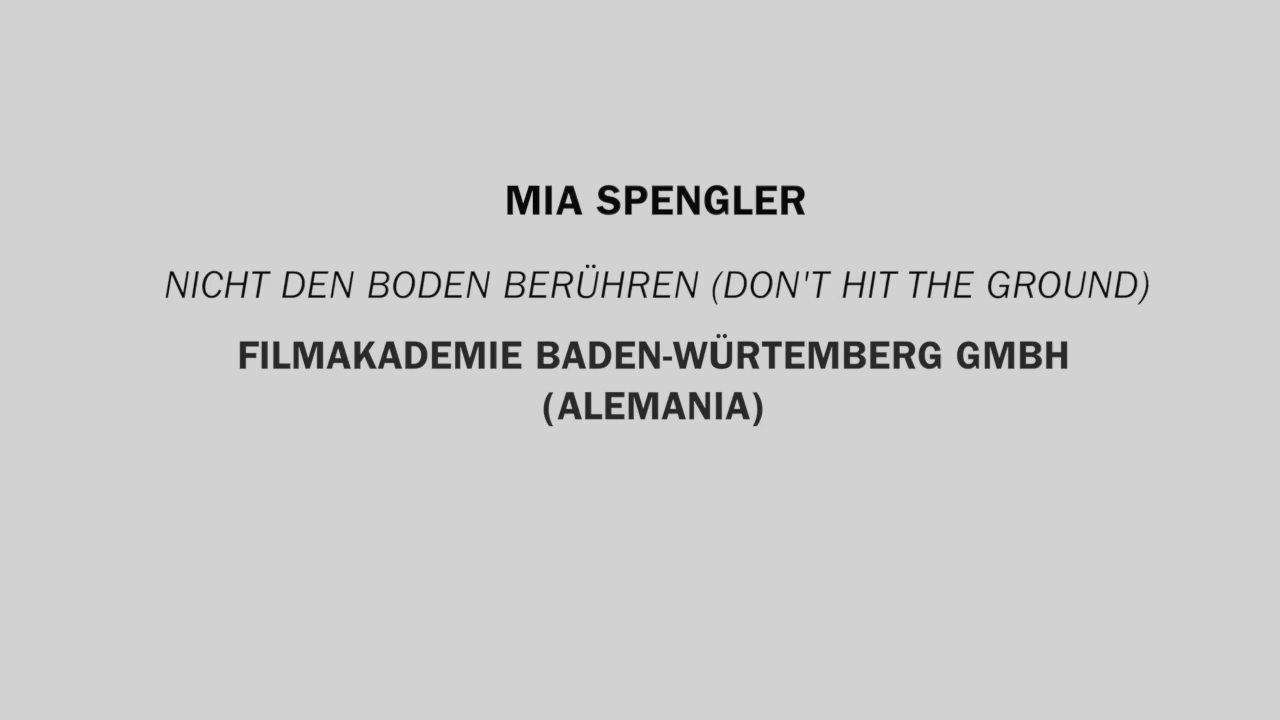 MIA SPENGLER
NICHT DEN BODEN BERÜHREN (DON'T HIT THE GROUND)
FILMAKADEMIE BADEN-WÜRTEMBERG GMBH
(ALEMANIA)